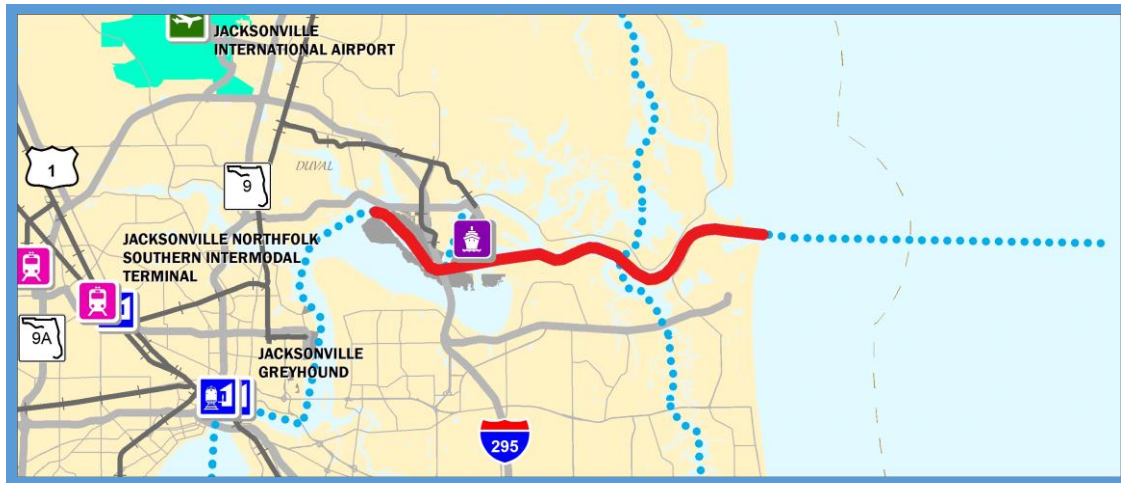 JACKSONVILLE
INTERNATIONAL AIRPORT
1
DUVAL
9
JACKSONVILLE NORTHFOLK
SOUTHERN INTERMODAL
TERMINAL
9A
JACKSONVILLE
GREYHOUND
295